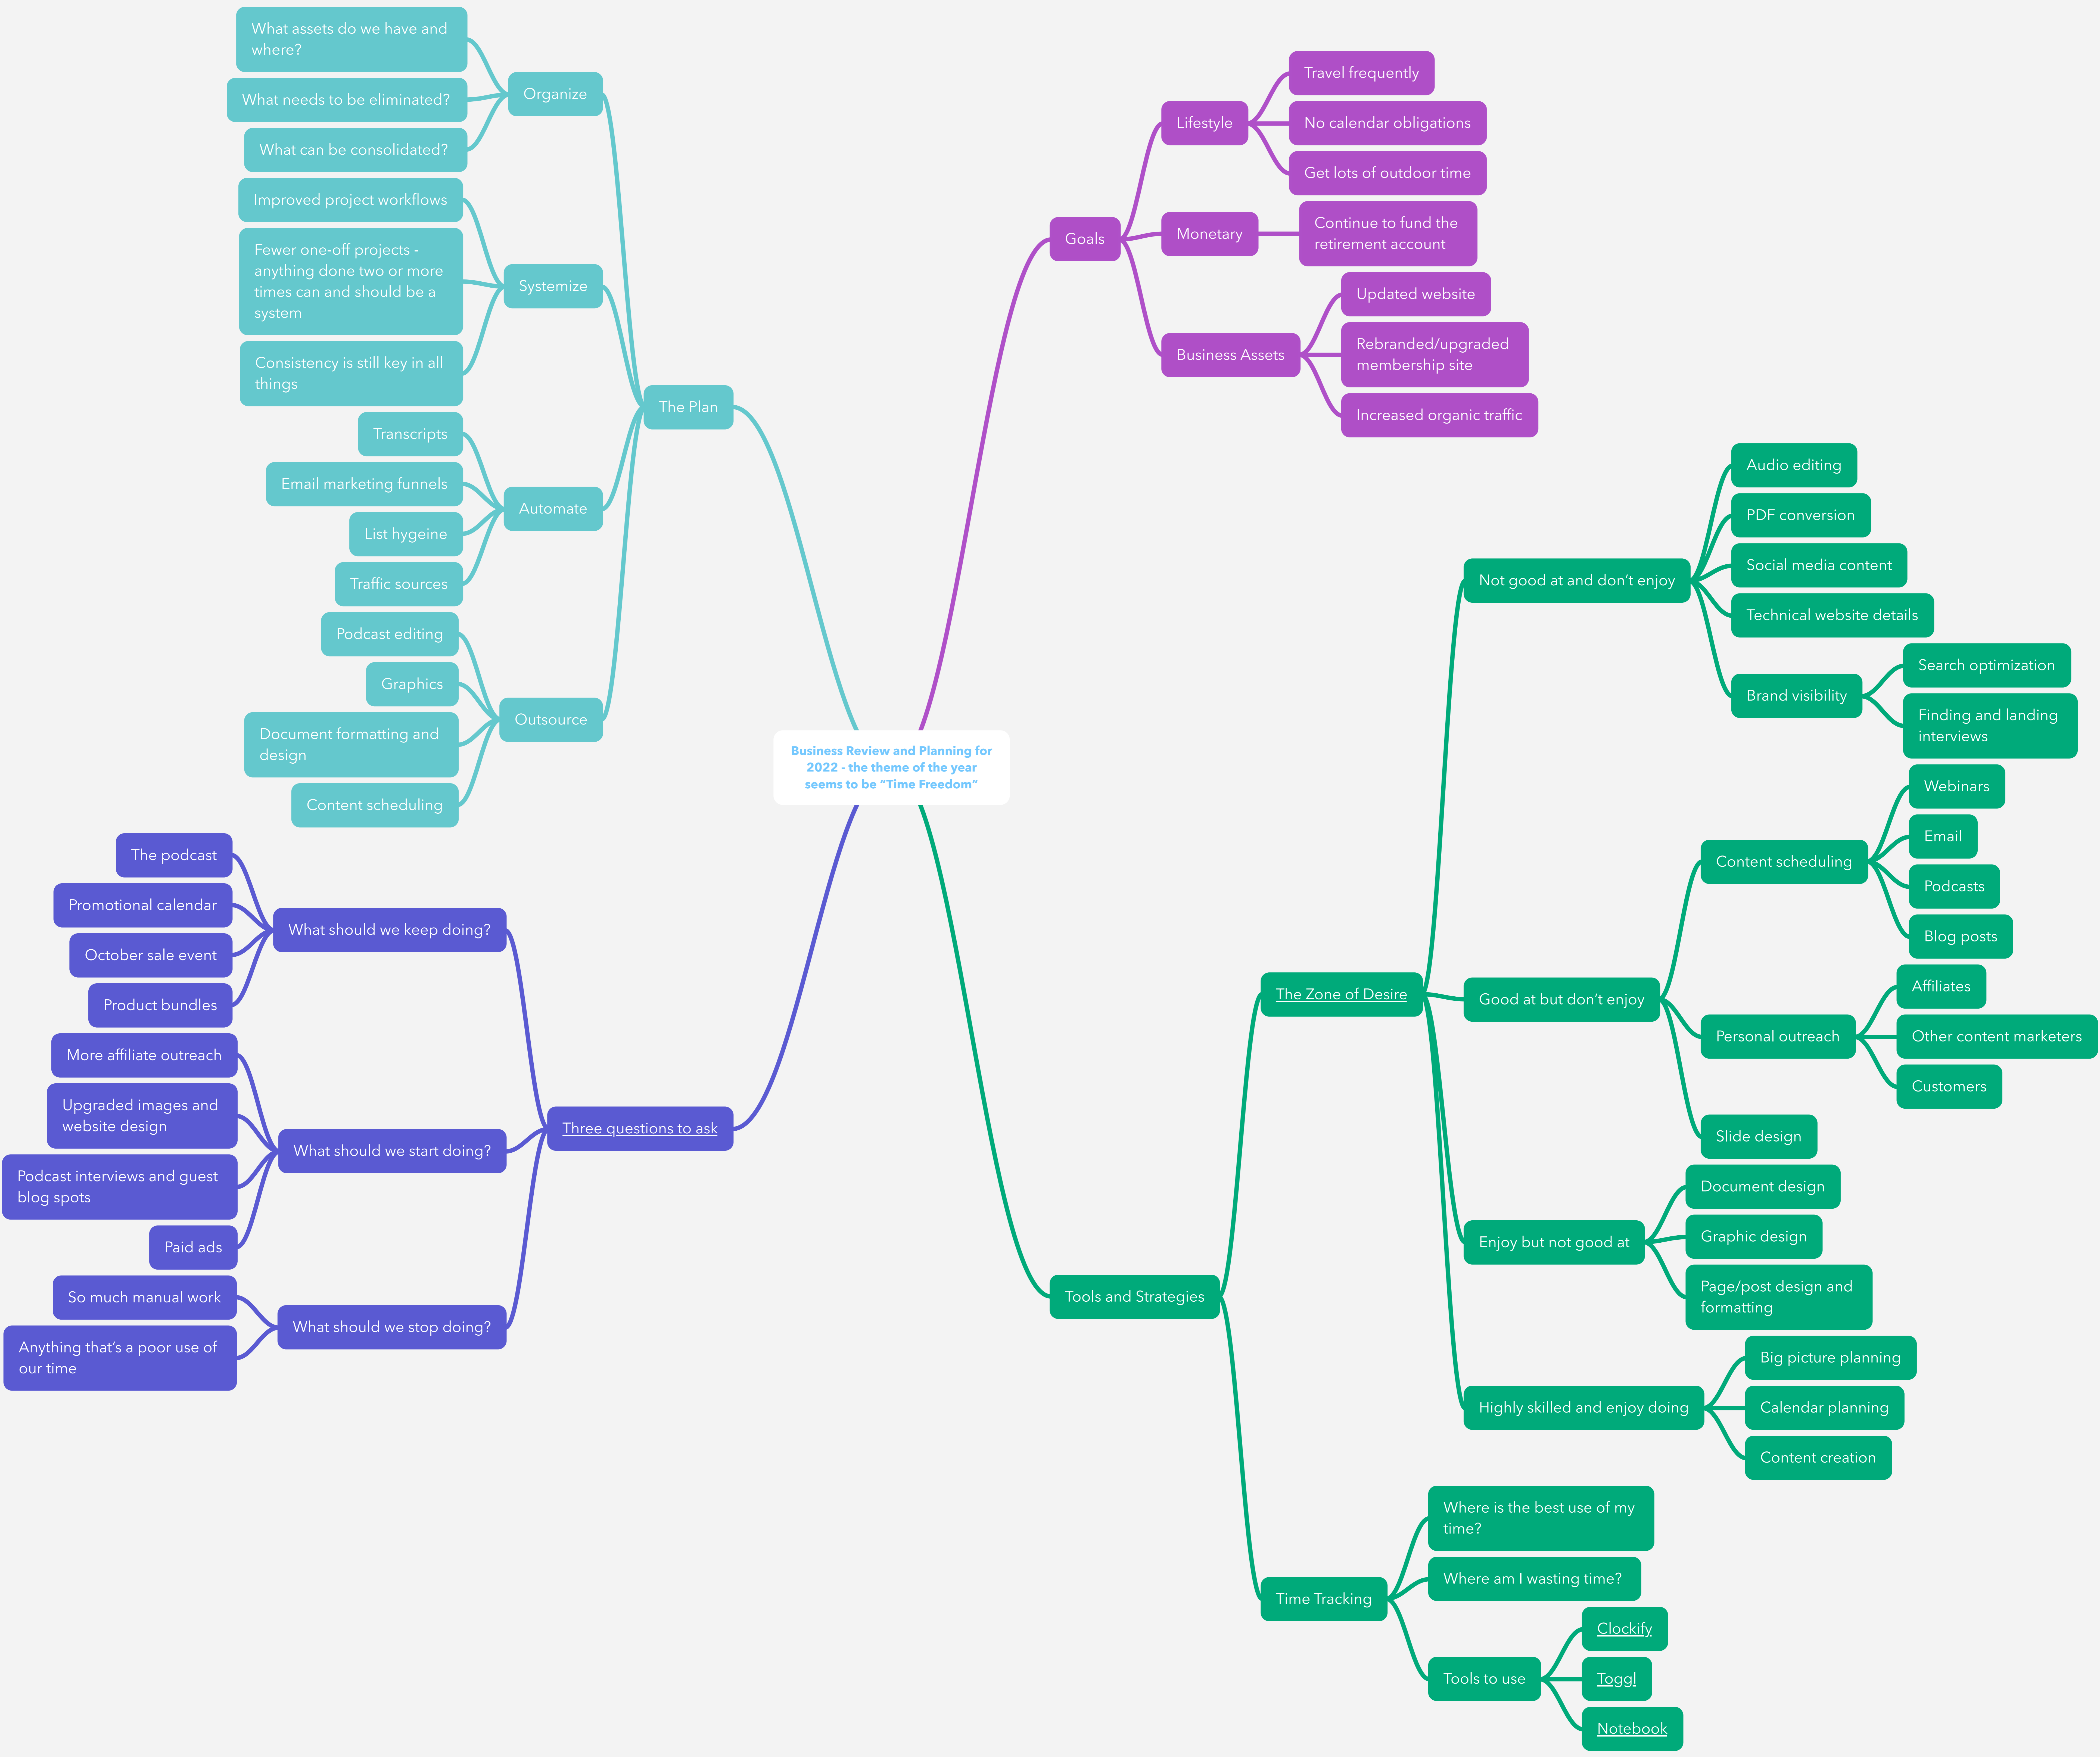 Business Review and Planning for
2022 - the theme of the year
seems to be “Time Freedom”
The Plan
Organize
What assets do we have and
where?
What needs to be eliminated?
What can be consolidated?
Systemize
Improved project workflows
Fewer one-off projects -
anything done two or more
times can and should be a
system
Consistency is still key in all
things
Automate
Transcripts
Email marketing funnels
List hygeine
Traffic sources
Outsource
Podcast editing
Graphics
Document formatting and
design
Content scheduling
Three questions to ask
What should we keep doing?
The podcast
Promotional calendar
October sale event
Product bundles
What should we start doing?
More affiliate outreach
Upgraded images and
website design
Podcast interviews and guest
blog spots
Paid ads
What should we stop doing?
So much manual work
Anything that’s a poor use of
our time
Goals
Lifestyle
Travel frequently
No calendar obligations
Get lots of outdoor time
Monetary
Continue to fund the
retirement account
Business Assets
Updated website
Rebranded/upgraded
membership site
Increased organic traffic
Tools and Strategies
The Zone of Desire
Not good at and don’t enjoy
Audio editing
PDF conversion
Social media content
Technical website details
Brand visibility
Search optimization
Finding and landing
interviews
Good at but don’t enjoy
Content scheduling
Webinars
Email
Podcasts
Blog posts
Personal outreach
Affiliates
Other content marketers
Customers
Slide design
Enjoy but not good at
Document design
Graphic design
Page/post design and
formatting
Highly skilled and enjoy doing
Big picture planning
Calendar planning
Content creation
Time Tracking
Where is the best use of my
time?
Where am I wasting time?
Tools to use
Clockify
Toggl
Notebook